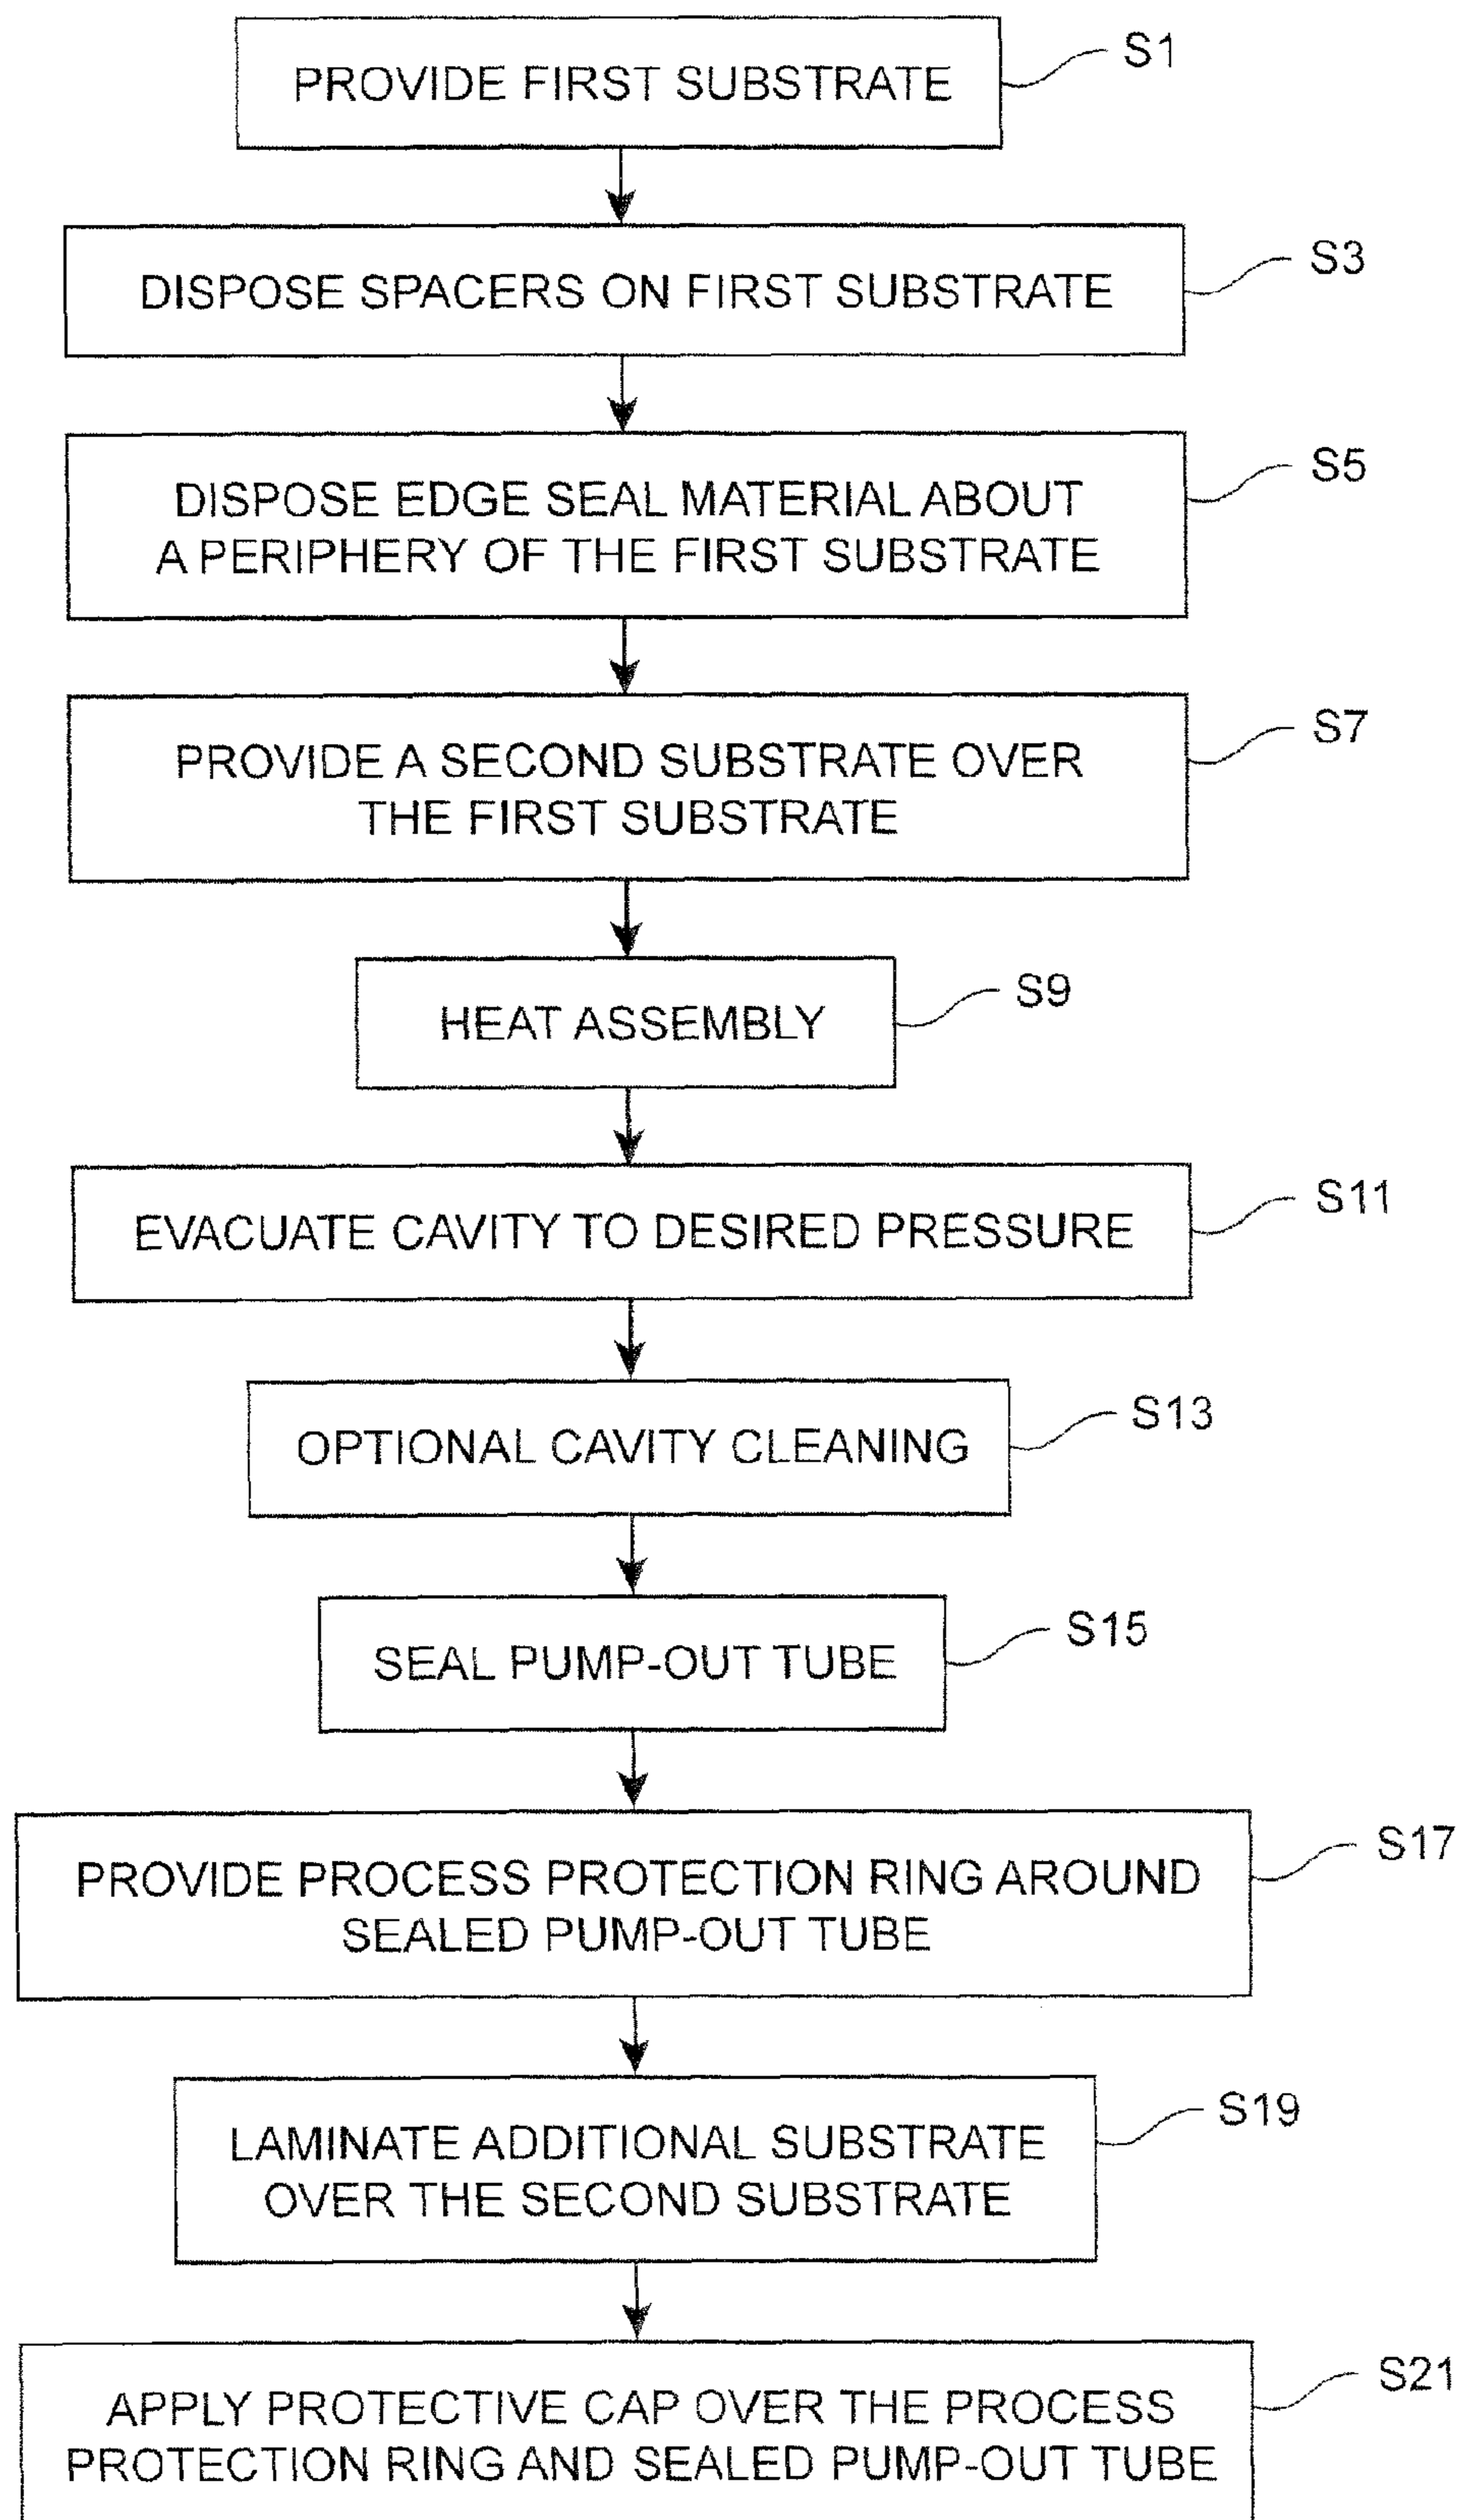 PROVIDE FIRST SUBSTRATE
S1
DISPOSE SPACERS ON FIRST SUBSTRATE
S3
DISPOSE EDGE SEAL MATERIAL ABOUT
A PERIPHERY OF THE FIRST SUBSTRATE
S5
PROVIDE A SECOND SUBSTRATE OVER
THE FIRST SUBSTRATE
S7
HEAT ASSEMBLY
S9
EVACUATE CAVITY TO DESIRED PRESSURE
S11
OPTIONAL CAVITY CLEANING
S13
SEAL PUMP-OUT TUBE
S15
PROVIDE PROCESS PROTECTION RING AROUND
SEALED PUMP-OUT TUBE
S17
LAMINATE ADDITIONAL SUBSTRATE
OVER THE SECOND SUBSTRATE
S19
APPLY PROTECTIVE CAP OVER THE PROCESS
PROTECTION RING AND SEALED PUMP-OUT TUBE
S21